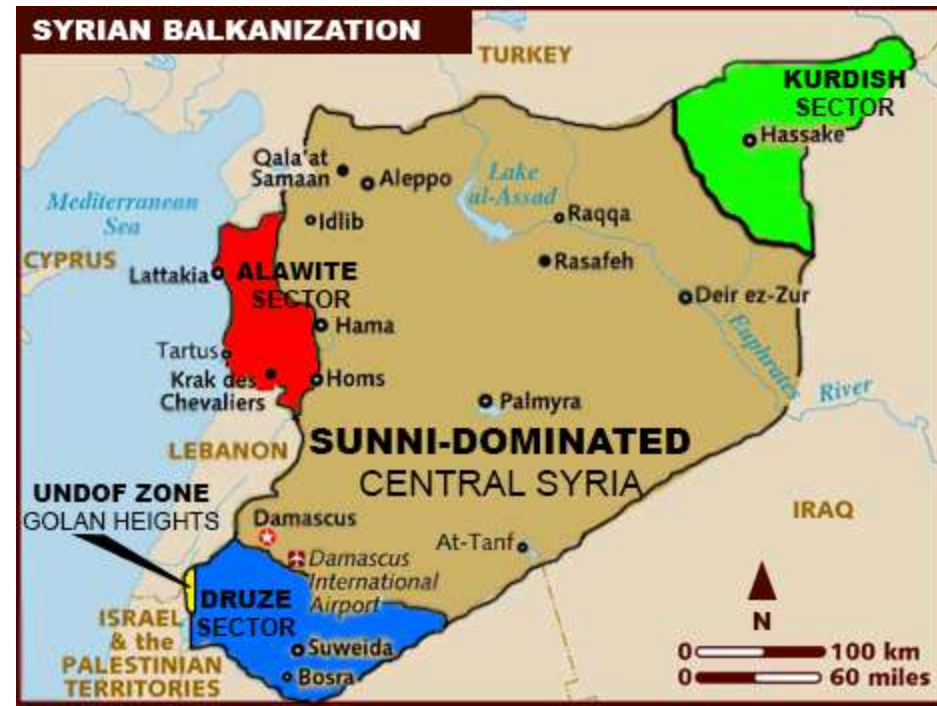 SYRIAN BALKANIZATION
TURKEY
KURDISH
SECTOR
Hassake
Qala'at
Samaan
Aleppo
Lake
al-Assad
Mediterranean
Sea
Idlib
Raqqa
CYPRUS
Lattakia
ALAWITE
SECTOR
Rasafeh
Deir ez-Zur
Hama
Euphrates
River
Tartus
Krak des
Chevaliers
Homs
Palmyra
LEBANON
SUNNI-DOMINATED
CENTRAL SYRIA
UNDOF ZONE
GOLAN HEIGHTS
IRAQ
Damascus
At-Tanf
Damascus
International
Airport
DRUZE
SECTOR
ISRAEL
& the
PALESTINIAN
TERRITORIES
Suweida
Bosra
N
0 100 km
0 60 miles